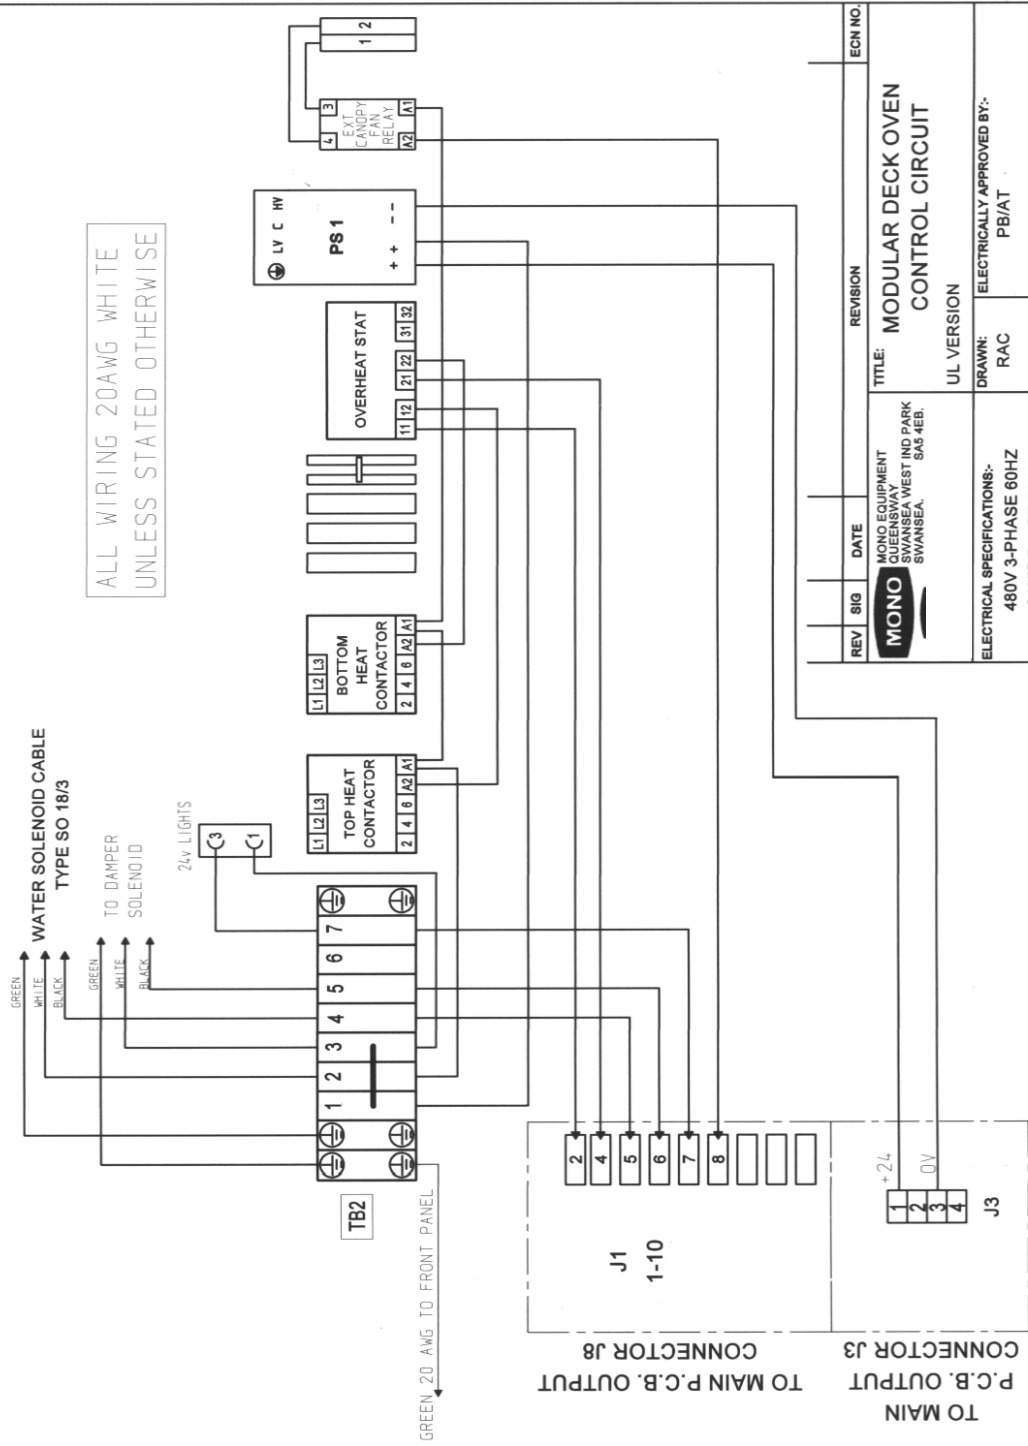 ALL WIRING 20AWG WHITE
UNLESS STATED OTHERWISE
WATER SOLENOID CABLE
TYPE SO 18/3
GREEN
WHITE
BLACK
TO DAMPER
SOLENOID
GREEN
WHITE
BLACK
24v LIGHTS
3
1
TB2
1 2 3 4 5 6 7
GREEN 20 AWG TO FRONT PANEL
L1 L2 L3
TOP HEAT
CONTACTOR
2 4 6 A2 A1
L1 L2 L3
BOTTOM
HEAT
CONTACTOR
2 4 6 A2 A1
OVERHEAT STAT
11 12 21 22 31 32
LV C HV
PS 1
+ + - -
4 3
EXT
CANOPY
FAN
RELAY
A2 A1
1 2
J1
1-10
2
4
5
6
7
8
TO MAIN P.C.B. OUTPUT
CONNECTOR J8
+24
0V
1
2
3
4
J3
TO MAIN
P.C.B. OUTPUT
CONNECTOR J3
REV SIG DATE REVISION ECN NO.
MONO
MONO EQUIPMENT
QUEENSWAY
SWANSEA WEST IND PARK
SWANSEA. SA5 4EB.
TITLE: MODULAR DECK OVEN
CONTROL CIRCUIT
UL VERSION
ELECTRICAL SPECIFICATIONS:-
480V 3-PHASE 60HZ
DRAWN:
RAC
ELECTRICALLY APPROVED BY:-
PB/AT